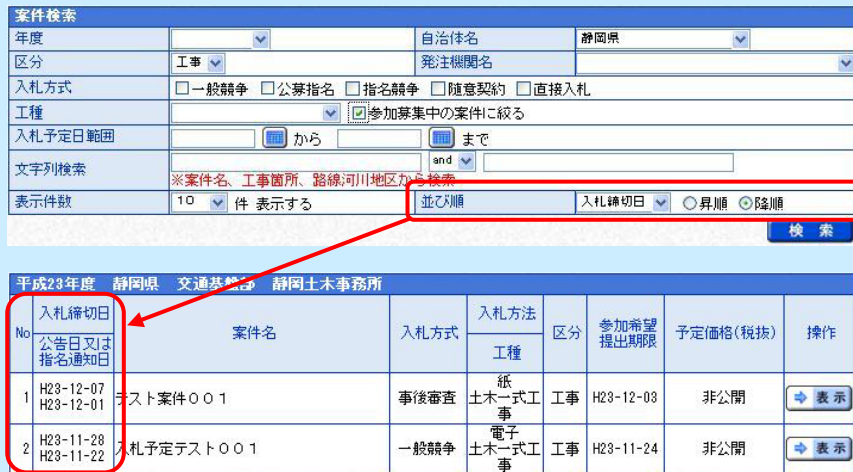 案件検索
年度 自治体名 静岡県
区分 工事 発注機関名
入札方式 一般競争 公募指名 指名競争 随意契約 直接入札
工種 参加募集中の案件に絞る
入札予定日範囲 から まで
文字列検索 and
※案件名、工事箇所、路線河川地区から検索
表示件数 10 件 表示する 並び順 入札締切日 昇順 降順
検 索
平成23年度 静岡県 交通基盤部 静岡土木事務所
No 入札締切日 公告日又は指名通知日 案件名 入札方式 入札方法 工種 区分 参加希望提出期限 予定価格(税抜) 操作
1 H23-12-07 H23-12-01 テスト案件001 事後審査 紙 土木一式工事 工事 H23-12-03 非公開 表示
2 H23-11-28 H23-11-22 入札予定テスト001 一般競争 電子 土木一式工事 工事 H23-11-24 非公開 表示